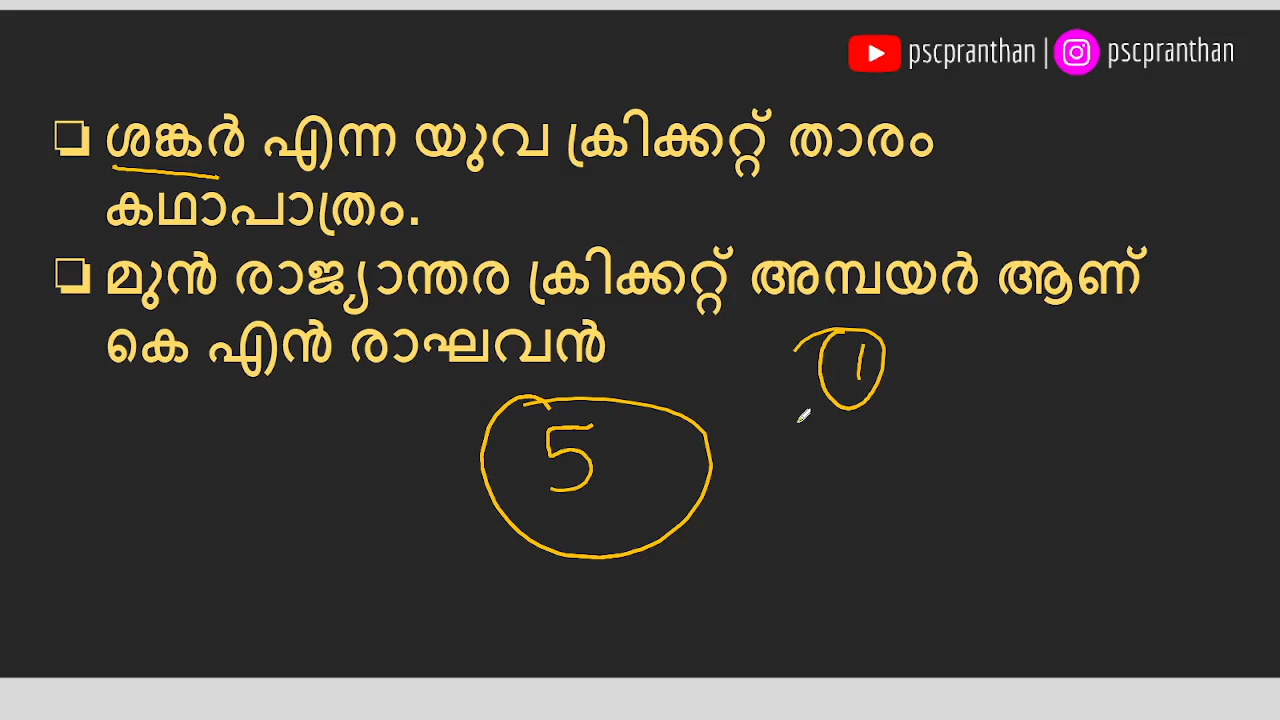 pscpranthan | pscpranthan
ശങ്കർ എന്ന യുവ ക്രിക്കറ്റ് താരം
കഥാപാത്രം.
മുൻ രാജ്യാന്തര ക്രിക്കറ്റ് അമ്പയർ ആണ്
കെ എൻ രാഘവൻ
1
5